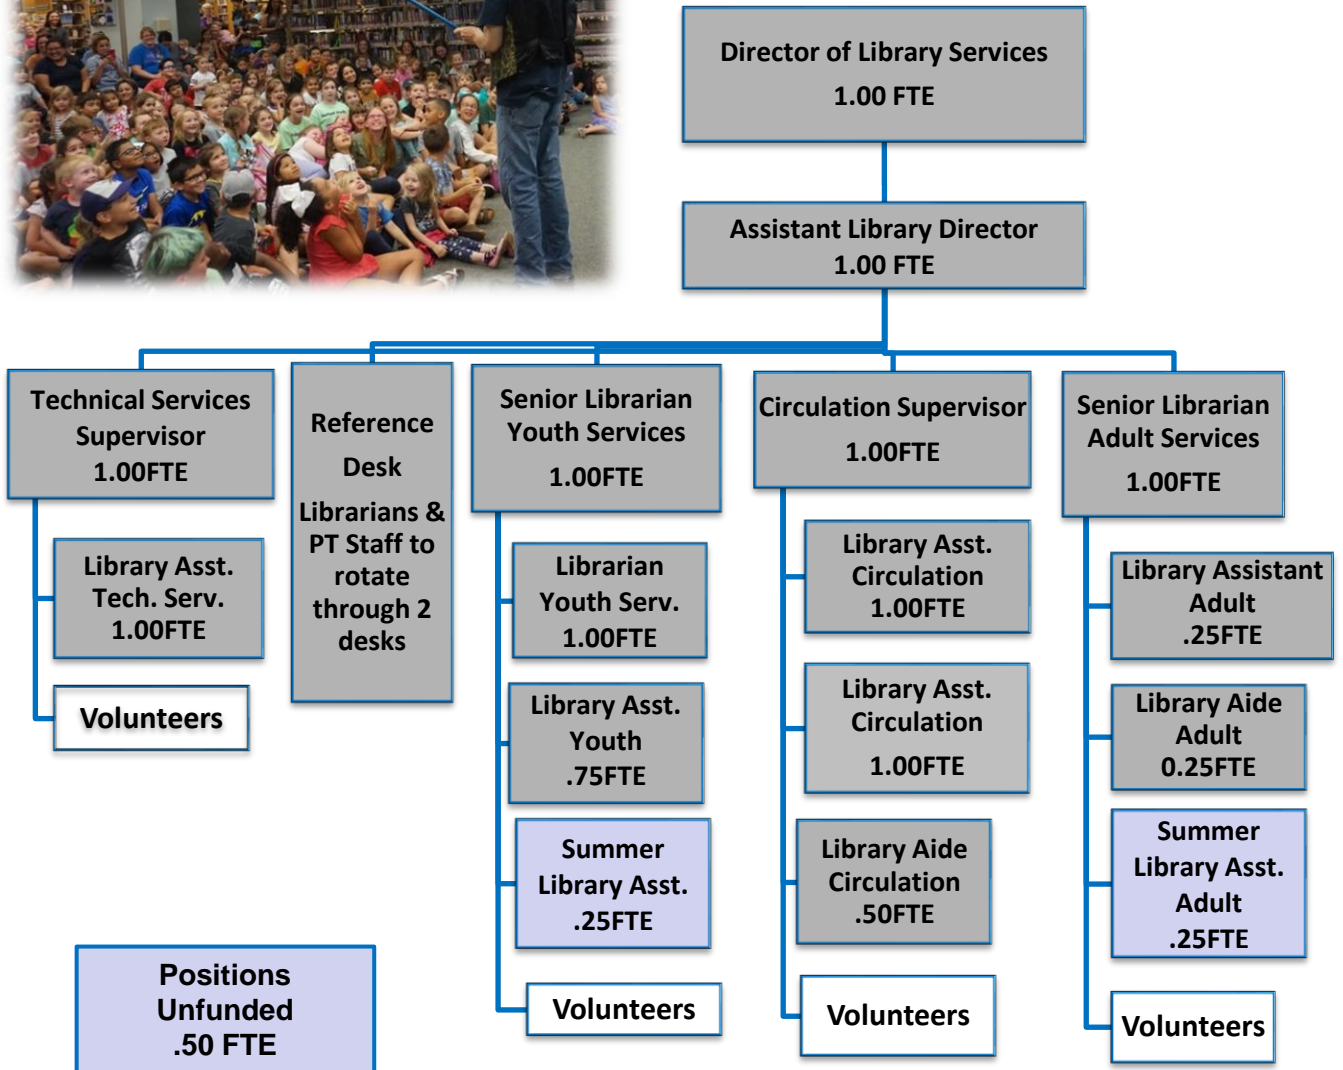 Director of Library Services
1.00 FTE
Assistant Library Director
1.00 FTE
Technical Services
Supervisor
1.00FTE
Library Asst.
Tech. Serv.
1.00FTE
Volunteers
Reference
Desk
Librarians &
PT Staff to
rotate
through 2
desks
Senior Librarian
Youth Services
1.00FTE
Librarian
Youth Serv.
1.00FTE
Library Asst.
Youth
.75FTE
Summer
Library Asst.
.25FTE
Volunteers
Circulation Supervisor
1.00FTE
Library Asst.
Circulation
1.00FTE
Library Asst.
Circulation
1.00FTE
Library Aide
Circulation
.50FTE
Volunteers
Senior Librarian
Adult Services
1.00FTE
Library Assistant
Adult
.25FTE
Library Aide
Adult
0.25FTE
Summer
Library Asst.
Adult
.25FTE
Volunteers
Positions
Unfunded
.50 FTE